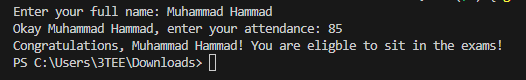 Enter your full name: Muhammad Hammad
Okay Muhammad Hammad, enter your attendance: 85
Congratulations, Muhammad Hammad! You are eligble to sit in the exams!
PS C:\Users\3TEE\Downloads>